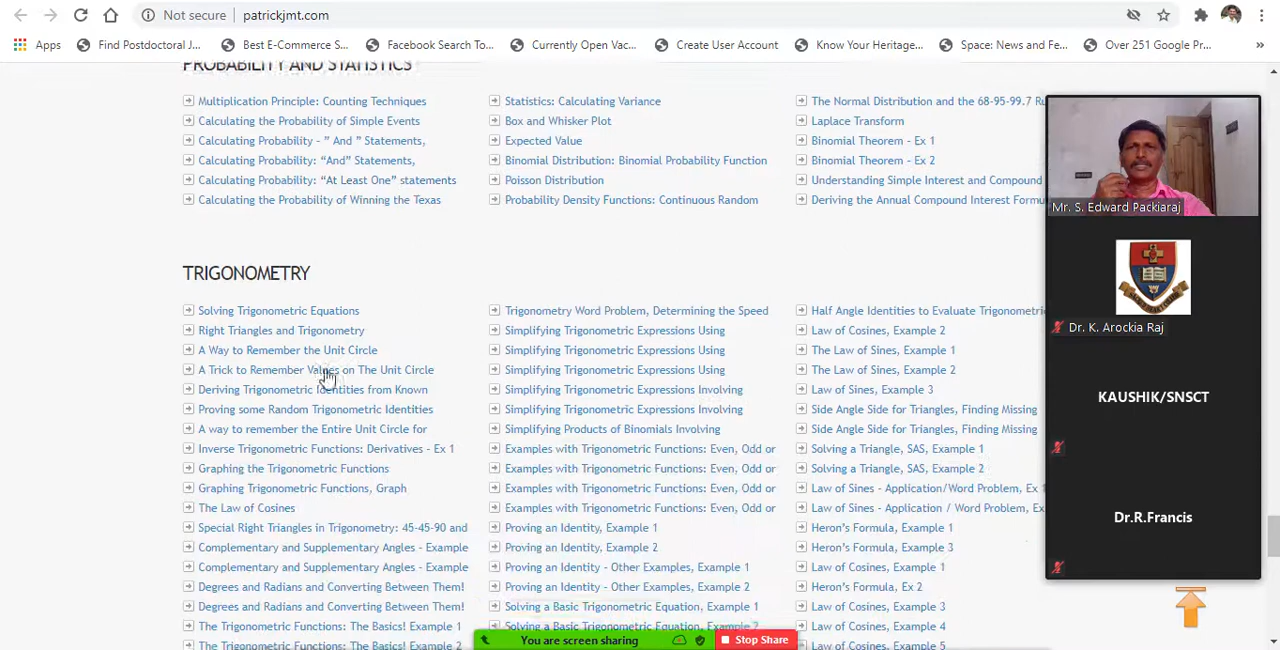 Not secure
patrickjmt.com
Apps
Find Postdoctoral J...
Best E-Commerce S...
Facebook Search To...
Currently Open Vac...
Create User Account
Know Your Heritage...
Space: News and Fe...
Over 251 Google Pr...
»
PROBABILITY AND STATISTICS
Multiplication Principle: Counting Techniques
Calculating the Probability of Simple Events
Calculating Probability - " And " Statements,
Calculating Probability: “And” Statements,
Calculating Probability: “At Least One” statements
Calculating the Probability of Winning the Texas
Statistics: Calculating Variance
Box and Whisker Plot
Expected Value
Binomial Distribution: Binomial Probability Function
Poisson Distribution
Probability Density Functions: Continuous Random
The Normal Distribution and the 68-95-99.7 Ru
Laplace Transform
Binomial Theorem - Ex 1
Binomial Theorem - Ex 2
Understanding Simple Interest and Compound
Deriving the Annual Compound Interest Formu
TRIGONOMETRY
Solving Trigonometric Equations
Right Triangles and Trigonometry
A Way to Remember the Unit Circle
A Trick to Remember Values on The Unit Circle
Deriving Trigonometric Identities from Known
Proving some Random Trigonometric Identities
A way to remember the Entire Unit Circle for
Inverse Trigonometric Functions: Derivatives - Ex 1
Graphing the Trigonometric Functions
Graphing Trigonometric Functions, Graph
The Law of Cosines
Special Right Triangles in Trigonometry: 45-45-90 and
Complementary and Supplementary Angles - Example
Complementary and Supplementary Angles - Example
Degrees and Radians and Converting Between Them!
Degrees and Radians and Converting Between Them!
The Trigonometric Functions: The Basics! Example 1
The Trigonometric Functions: The Basics! Example 2
Trigonometry Word Problem, Determining the Speed
Simplifying Trigonometric Expressions Using
Simplifying Trigonometric Expressions Using
Simplifying Trigonometric Expressions Using
Simplifying Trigonometric Expressions Involving
Simplifying Trigonometric Expressions Involving
Simplifying Products of Binomials Involving
Examples with Trigonometric Functions: Even, Odd or
Examples with Trigonometric Functions: Even, Odd or
Examples with Trigonometric Functions: Even, Odd or
Examples with Trigonometric Functions: Even, Odd or
Proving an Identity, Example 1
Proving an Identity, Example 2
Proving an Identity - Other Examples, Example 1
Proving an Identity - Other Examples, Example 2
Solving a Basic Trigonometric Equation, Example 1
Solving a Basic Trigonometric Equation, Example 2
Half Angle Identities to Evaluate Trigonometric
Law of Cosines, Example 2
The Law of Sines, Example 1
The Law of Sines, Example 2
Law of Sines, Example 3
Side Angle Side for Triangles, Finding Missing
Side Angle Side for Triangles, Finding Missing
Solving a Triangle, SAS, Example 1
Solving a Triangle, SAS, Example 2
Law of Sines - Application/Word Problem, Ex 1
Law of Sines - Application / Word Problem, Ex
Heron's Formula, Example 1
Heron's Formula, Example 3
Law of Cosines, Example 1
Heron's Formula, Ex 2
Law of Cosines, Example 3
Law of Cosines, Example 4
Law of Cosines, Example 5
Mr. S. Edward Packiaraj
Dr. K. Arockia Raj
KAUSHIK/SNSCT
Dr.R.Francis
You are screen sharing
Stop Share